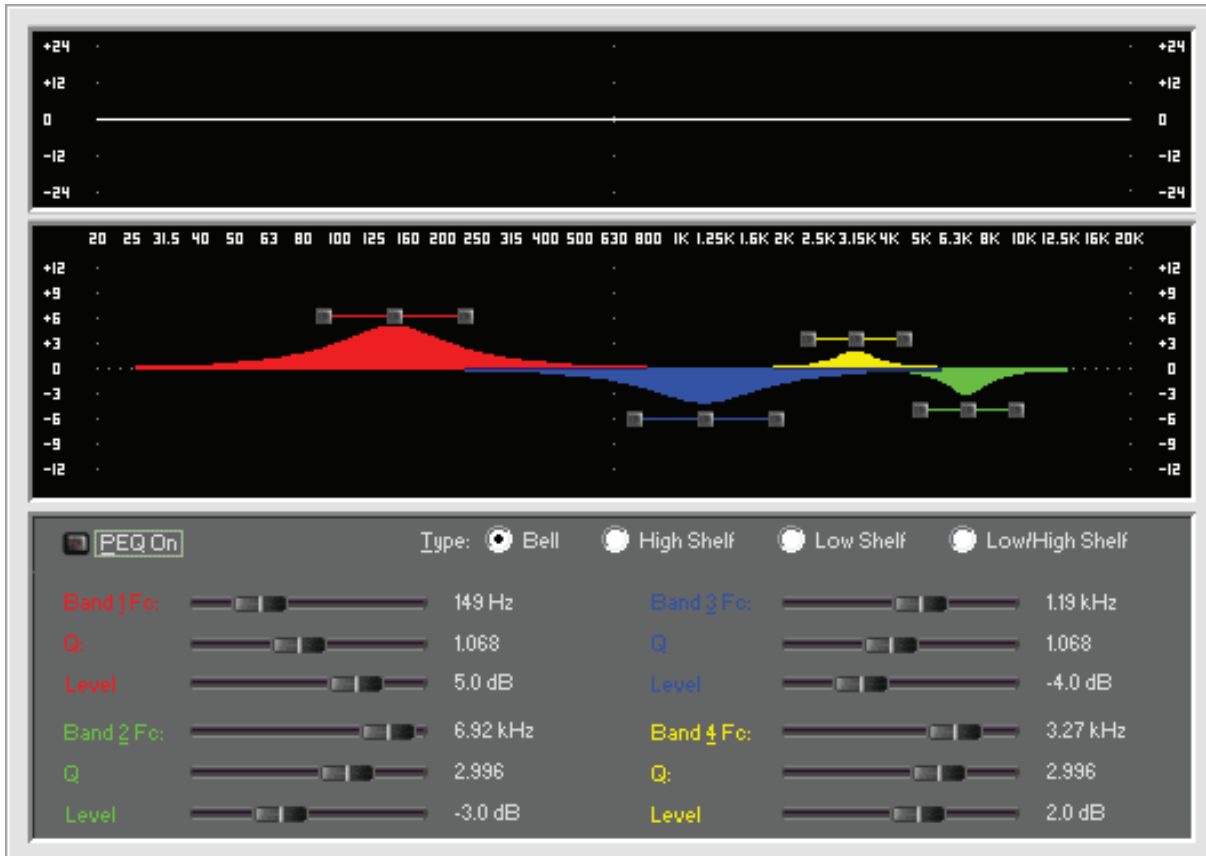 +24 +24
+12 +12
0 0
-12 -12
-24 -24
20 25 31.5 40 50 63 80 100 125 160 200 250 315 400 500 630 800 1K 1.25K 1.6K 2K 2.5K 3.15K 4K 5K 6.3K 8K 10K 12.5K 16K 20K
+12 +12
+9 +9
+6 +6
+3 +3
0 0
-3 -3
-6 -6
-9 -9
-12 -12
PEQ On Type: Bell High Shelf Low Shelf Low/High Shelf
Band 1 Fc: 149 Hz Band 3 Fc: 1.19 kHz
Q: 1.068 Q 1.068
Level 5.0 dB Level -4.0 dB
Band 2 Fc: 6.92 kHz Band 4 Fc: 3.27 kHz
Q 2.996 Q: 2.996
Level -3.0 dB Level 2.0 dB